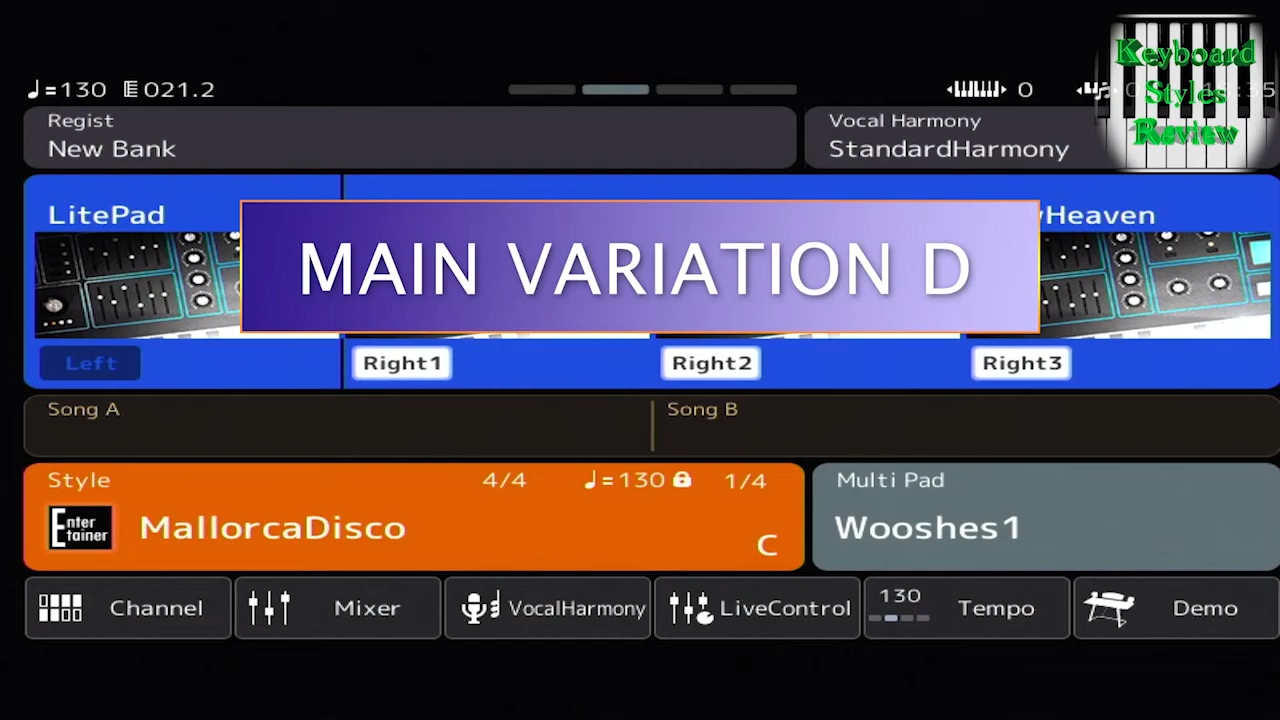 ♩=130 021.2
0
Keyboard
Styles
Review
Regist
New Bank
Vocal Harmony
StandardHarmony
LitePad
Heaven
MAIN VARIATION D
Left
Right1
Right2
Right3
Song A
Song B
Style
4/4
♩=130
1/4
Enter
tainer
MallorcaDisco
C
Multi Pad
Wooshes1
Channel
Mixer
VocalHarmony
LiveControl
130
Tempo
Demo